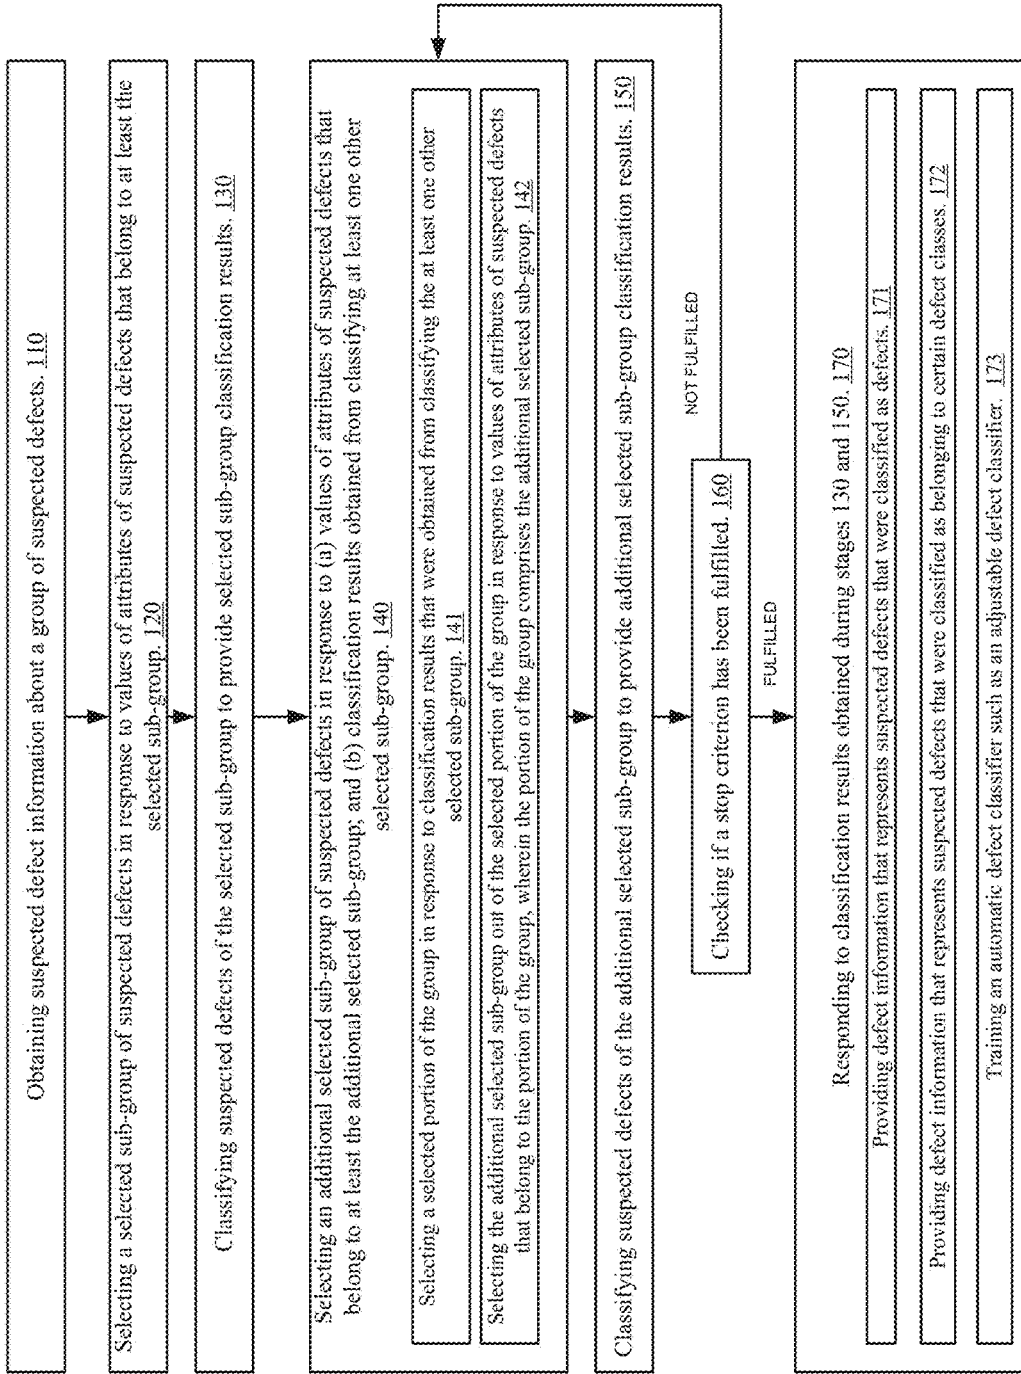 Obtaining suspected defect information about a group of suspected defects. 110
Selecting a selected sub-group of suspected defects in response to values of attributes of suspected defects that belong to at least the
selected sub-group. 120
Classifying suspected defects of the selected sub-group to provide selected sub-group classification results. 130
Selecting an additional selected sub-group of suspected defects in response to (a) values of attributes of suspected defects that
belong to at least the additional selected sub-group; and (b) classification results obtained from classifying at least one other
selected sub-group. 140
Selecting a selected portion of the group in response to classification results that were obtained from classifying the at least one other
selected sub-group. 141
Selecting the additional selected sub-group out of the selected portion of the group in response to values of attributes of suspected defects
that belong to the portion of the group, wherein the portion of the group comprises the additional selected sub-group. 142
Classifying suspected defects of the additional selected sub-group to provide additional selected sub-group classification results. 150
Checking if a stop criterion has been fulfilled. 160
NOT FULFILLED
FULFILLED
Responding to classification results obtained during stages 130 and 150. 170
Providing defect information that represents suspected defects that were classified as defects. 171
Providing defect information that represents suspected defects that were classified as belonging to certain defect classes. 172
Training an automatic defect classifier such as an adjustable defect classifier. 173